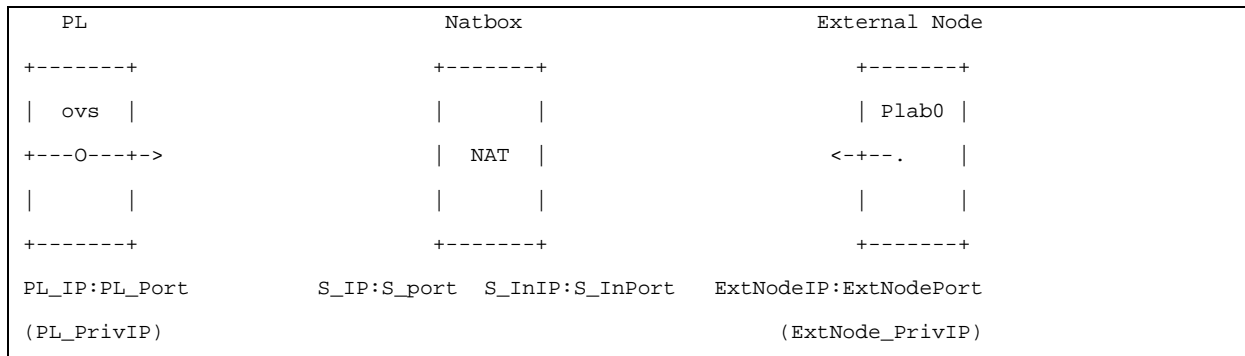 PL Natbox External Node
+-------+ +-------+ +-------+
| ovs | | | | Plab0 |
+---O---+-> | NAT | <-+--. |
| | | | | |
+-------+ +-------+ +-------+
PL_IP:PL_Port S_IP:S_port S_InIP:S_InPort ExtNodeIP:ExtNodePort
(PL_PrivIP) (ExtNode_PrivIP)